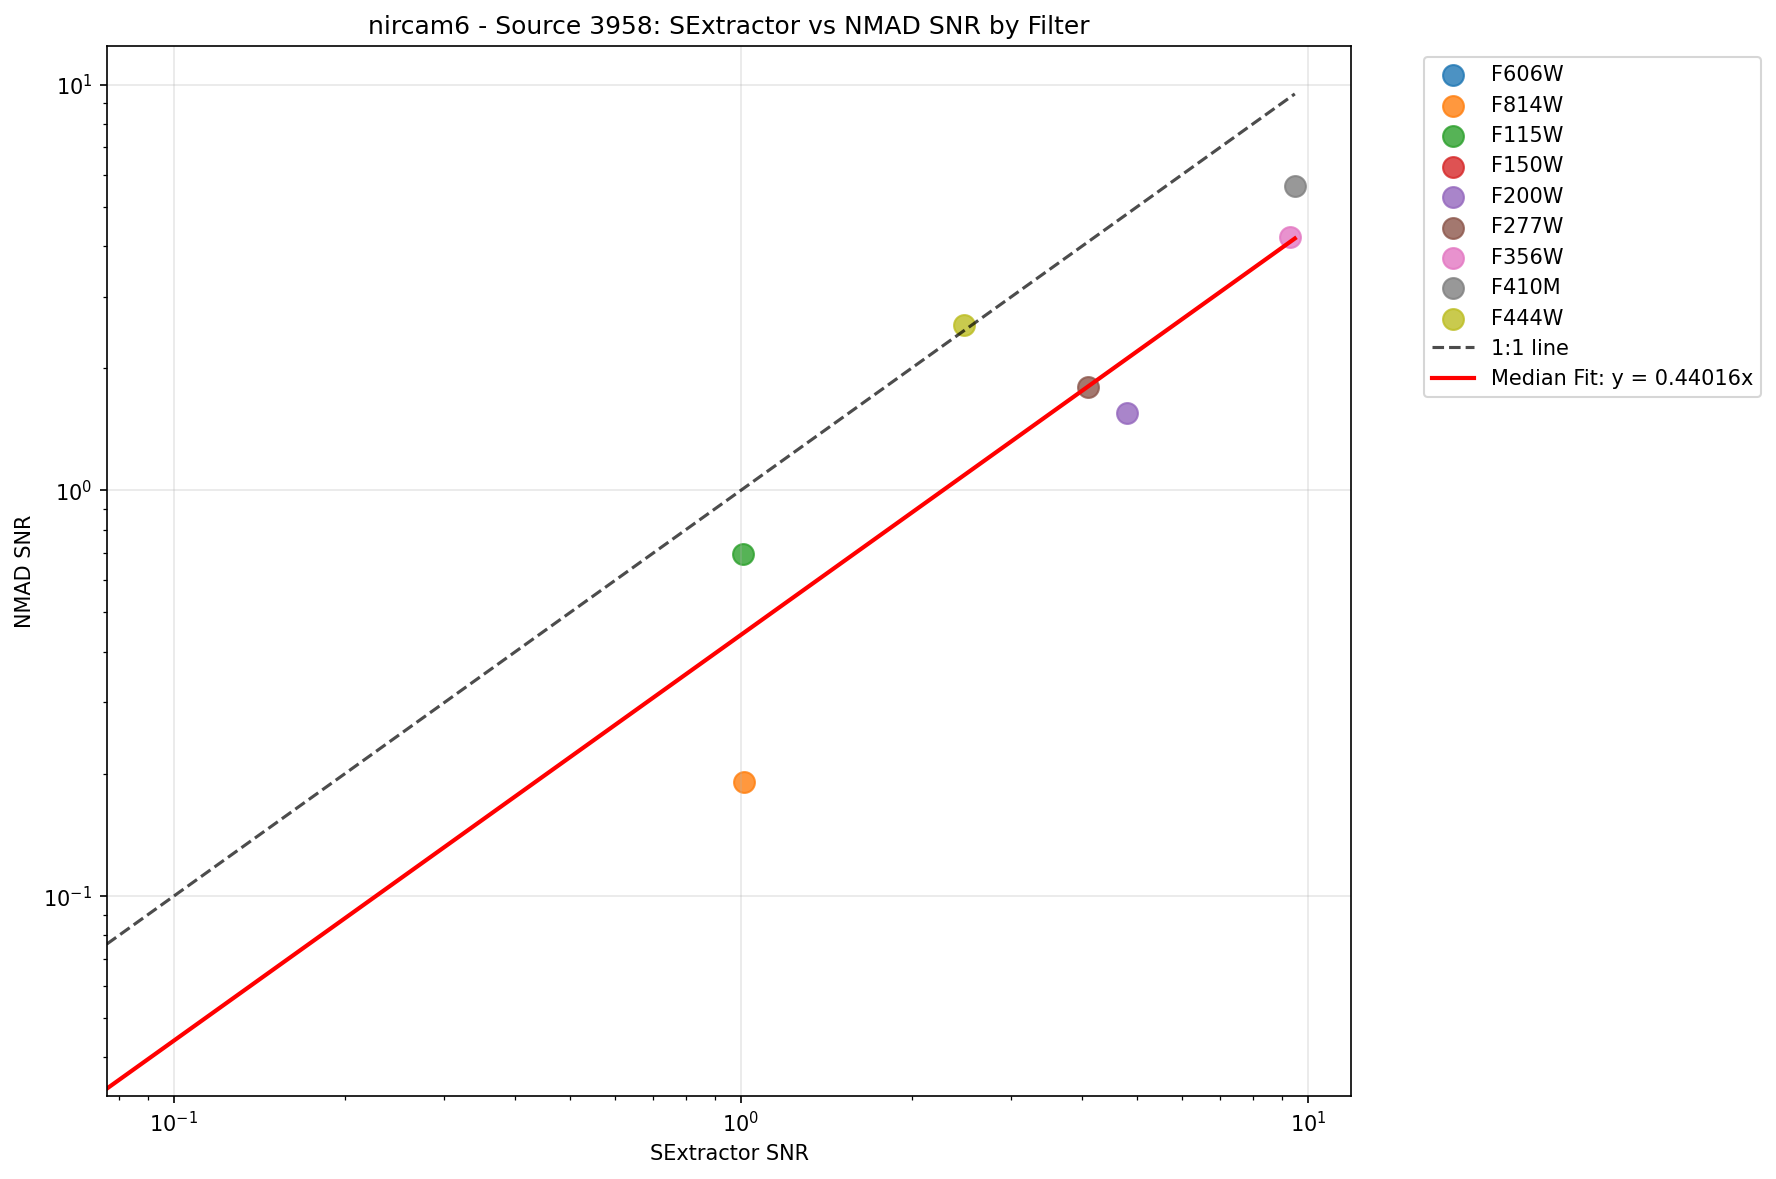 nircam6 - Source 3958: SExtractor vs NMAD SNR by Filter
10¹
10⁰
10⁻¹
NMAD SNR
10⁻¹
10⁰
10¹
SExtractor SNR
F606W
F814W
F115W
F150W
F200W
F277W
F356W
F410M
F444W
1:1 line
Median Fit: y = 0.44016x